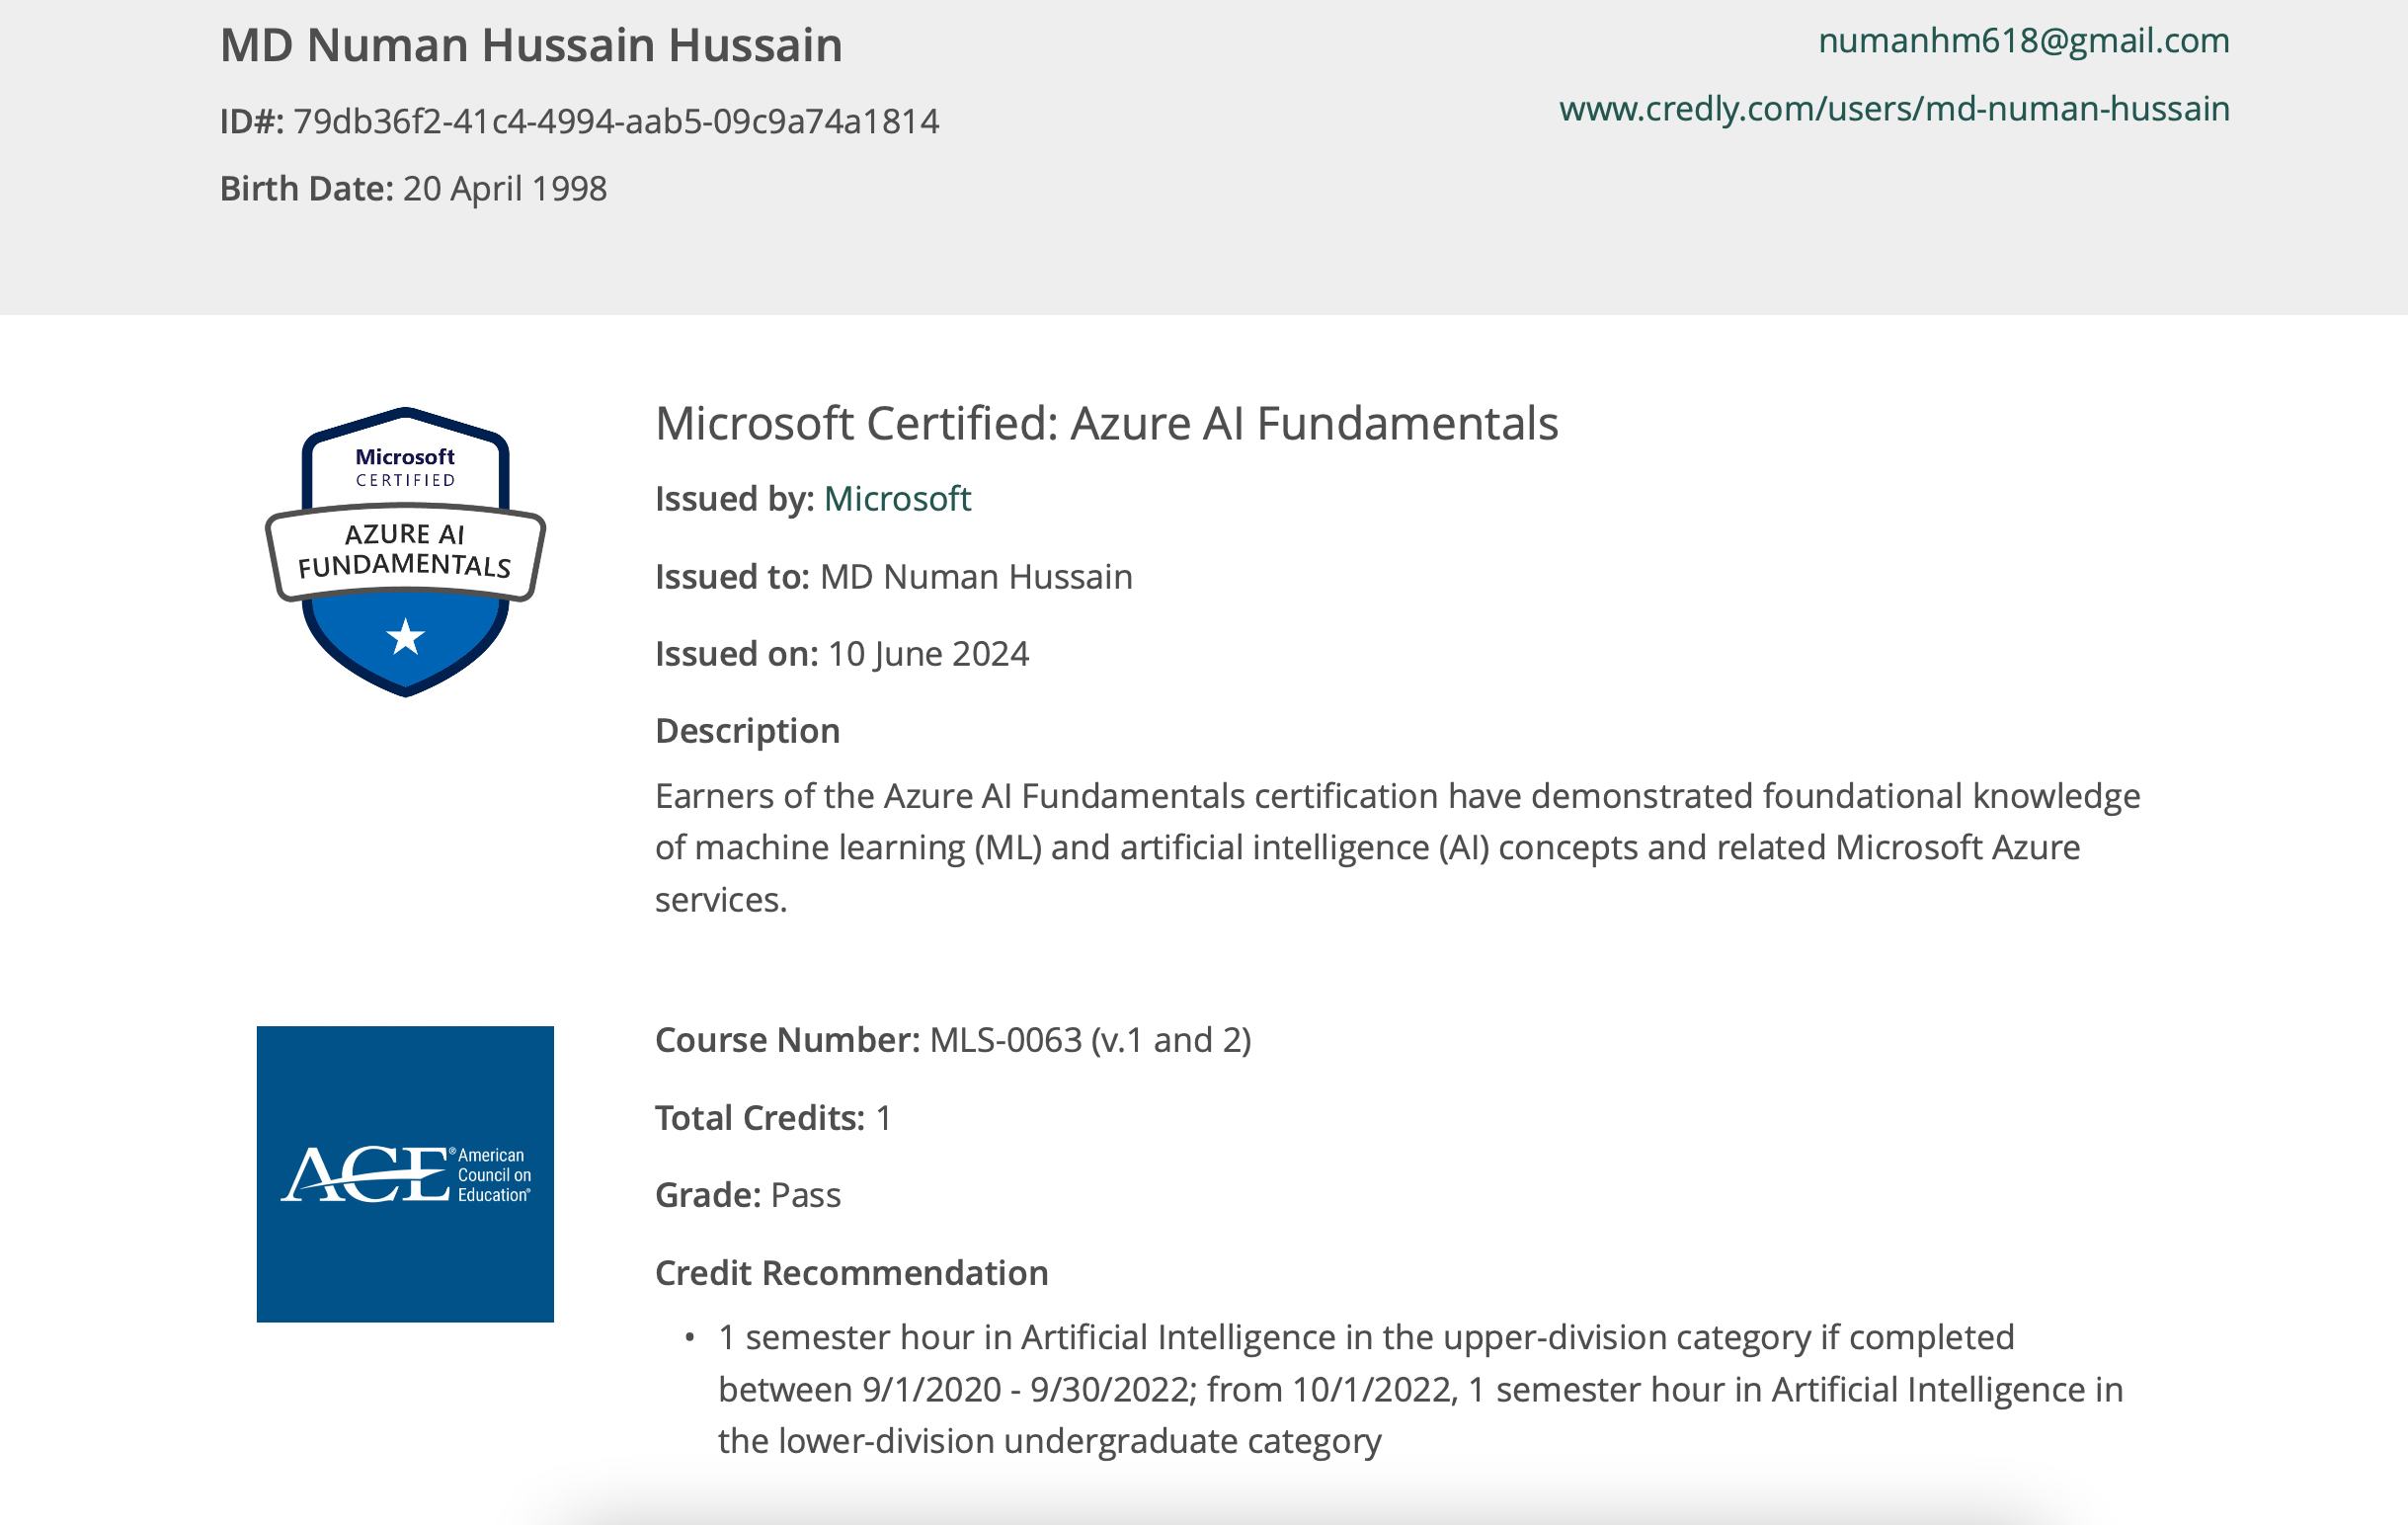 MD Numan Hussain Hussain
numanhm618@gmail.com
ID#: 79db36f2-41c4-4994-aab5-09c9a74a1814
www.credly.com/users/md-numan-hussain
Birth Date: 20 April 1998
Microsoft
CERTIFIED
AZURE AI
FUNDAMENTALS
Microsoft Certified: Azure AI Fundamentals
Issued by: Microsoft
Issued to: MD Numan Hussain
Issued on: 10 June 2024
Description
Earners of the Azure AI Fundamentals certification have demonstrated foundational knowledge
of machine learning (ML) and artificial intelligence (AI) concepts and related Microsoft Azure
services.
ACE®
American
Council on
Education®
Course Number: MLS-0063 (v.1 and 2)
Total Credits: 1
Grade: Pass
Credit Recommendation
• 1 semester hour in Artificial Intelligence in the upper-division category if completed
between 9/1/2020 - 9/30/2022; from 10/1/2022, 1 semester hour in Artificial Intelligence in
the lower-division undergraduate category